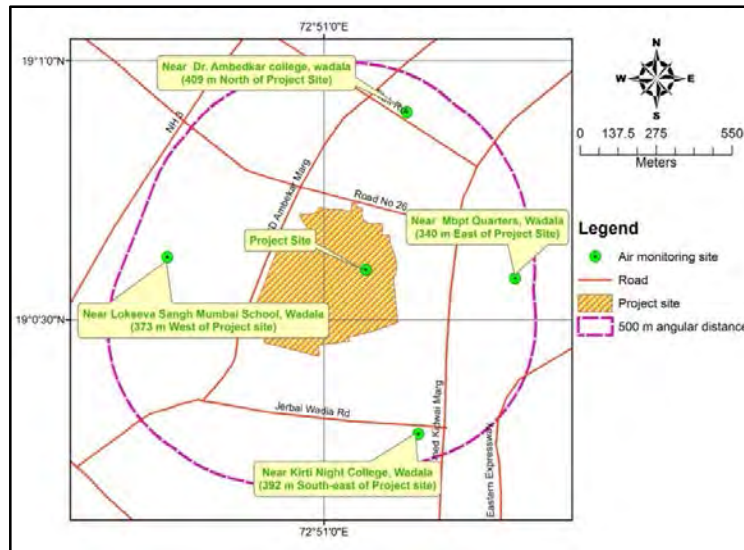 72°51'0"E
19°1'0"N
Near Dr. Ambedkar college, wadala
(409 m North of Project Site)
NH 3
D Ambekar Marg
Road No 26
Near Mbpt Quarters, Wadala
(340 m East of Project Site)
Project Site
19°0'30"N
Near Lokseva Sangh Mumbai School, Wadala
(373 m West of Project site)
Jerbai Wadia Rd
med Kidwai Marg
Eastern Expressway
Near Kirti Night College, Wadala
(392 m South-east of Project site)
72°51'0"E
N
W E
S
0 137.5 275 550
Meters
Legend
Air monitoring site
Road
Project site
500 m angular distance